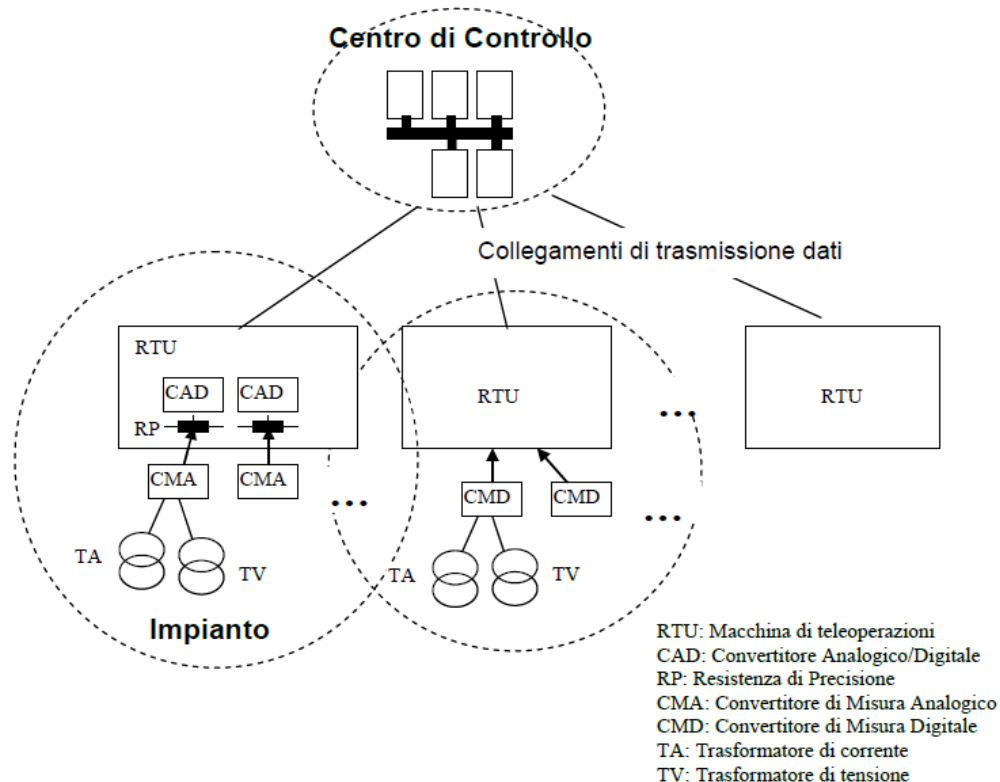 Centro di Controllo
Collegamenti di trasmissione dati
RTU
CAD CAD
RP
CMA CMA
...
TA TV
Impianto
RTU
CMD CMD
...
TA TV
...
RTU
RTU: Macchina di teleoperazioni
CAD: Convertitore Analogico/Digitale
RP: Resistenza di Precisione
CMA: Convertitore di Misura Analogico
CMD: Convertitore di Misura Digitale
TA: Trasformatore di corrente
TV: Trasformatore di tensione